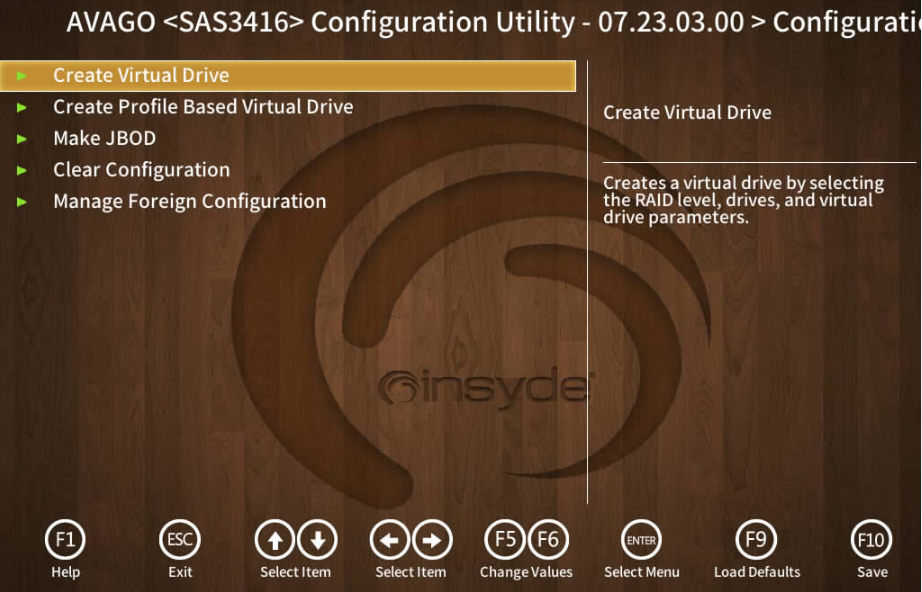 AVAGO <SAS3416> Configuration Utility - 07.23.03.00 > Configurati
Create Virtual Drive
Create Profile Based Virtual Drive
Make JBOD
Clear Configuration
Manage Foreign Configuration
Create Virtual Drive
Creates a virtual drive by selecting
the RAID level, drives, and virtual
drive parameters.
insyde
F1 ESC F5 F6 ENTER F9 F10
Help Exit Select Item Select Item Change Values Select Menu Load Defaults Save